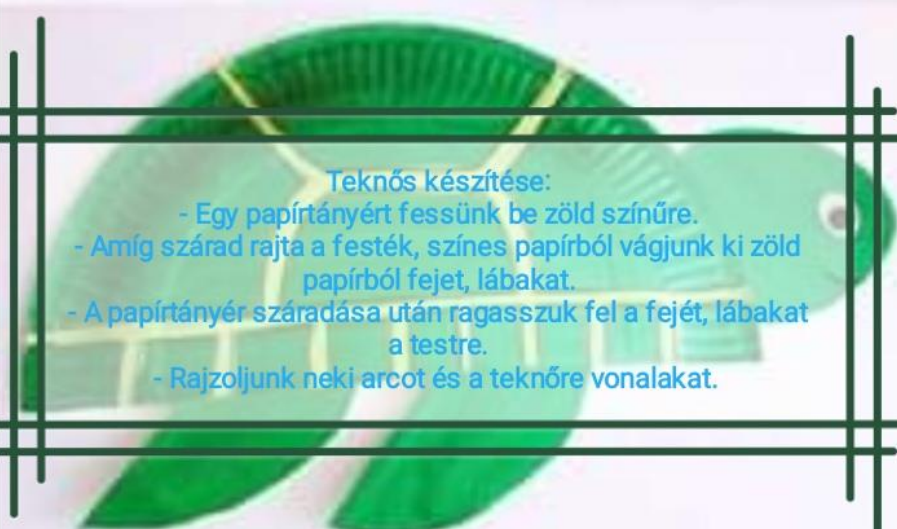 Teknős készítése:
- Egy papírtányért fessünk be zöld színűre.
- Amíg szárad rajta a festék, színes papírból vágjunk ki zöld
papírból fejet, lábakat.
- A papírtányér száradása után ragasszuk fel a fejét, lábakat
a testre.
- Rajzoljunk neki arcot és a teknőre vonalakat.